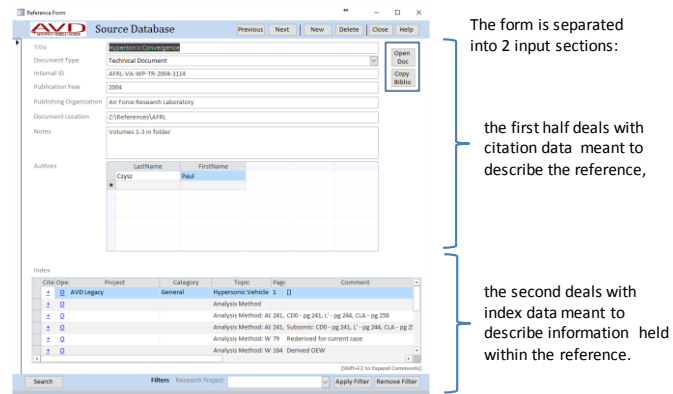 Reference Form
AVD Source Database
Previous Next New Delete Close Help
Title Hypersonic Convergence
Document Type Technical Document
Internal ID AFRL-VA-WP-TR-2004-3114
Publication Year 2004
Publishing Organization Air Force Research Laboratory
Document Location Z:\References\AFRL
Notes Volumes 1-3 in folder
Open
Doc
Copy
Biblio
Authors LastName FirstName
Czysz Paul
Index
Cite Ope Project Category Topic Pag Comment
+ O AVD Legacy General Hypersonic Vehicle 1 []
+ O Analysis Method
+ O Analysis Method: AE 241, CD0 - pg 241, L' - pg 244, CLA - pg 258
+ O Analysis Method: AE 241, Subsonic: CD0 - pg 241, L' - pg 244, CLA - pg 25
+ O Analysis Method: W 79 Rederived for current case
+ O Analysis Method: W 164 Derived OEW
[Shift+F2 to Expand Comments]
Search Filters Research Project Apply Filter Remove Filter
The form is separated
into 2 input sections:
the first half deals with
citation data meant to
describe the reference,
the second deals with
index data meant to
describe information held
within the reference.